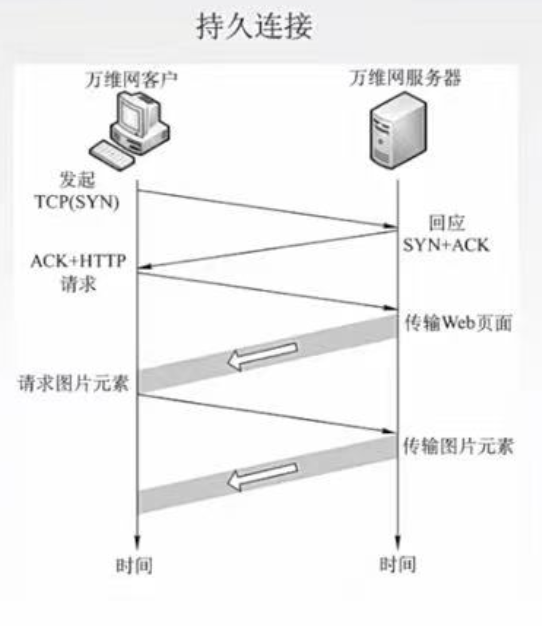 持久连接
万维网客户
万维网服务器
发起
TCP(SYN)
回应
SYN+ACK
ACK+HTTP
请求
传输Web页面
请求图片元素
传输图片元素
时间
时间